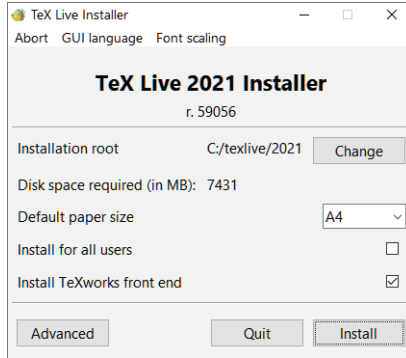 TeX Live Installer
Abort GUI language Font scaling
TeX Live 2021 Installer
r. 59056
Installation root C:/texlive/2021 Change
Disk space required (in MB): 7431
Default paper size A4
Install for all users
Install TeXworks front end
Advanced Quit Install